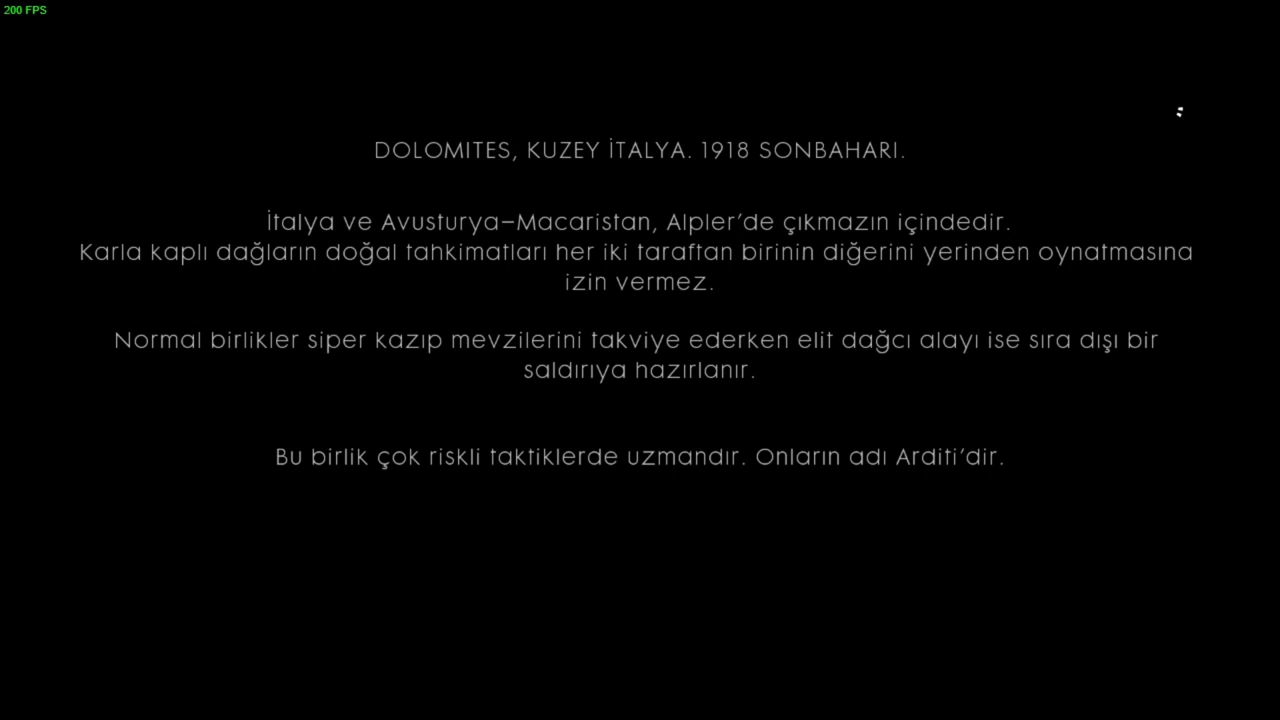 200 FPS
DOLOMITES, KUZEY İTALYA. 1918 SONBAHARI.
İtalya ve Avusturya-Macaristan, Alpler'de çıkmazın içindedir.
Karla kaplı dağların doğal tahkimatları her iki taraftan birinin diğerini yerinden oynatmasına
izin vermez.
Normal birlikler siper kazıp mevzilerini takviye ederken elit dağcı alayı ise sıra dışı bir
saldırıya hazırlanır.
Bu birlik çok riskli taktiklerde uzmandır. Onların adı Arditi'dir.